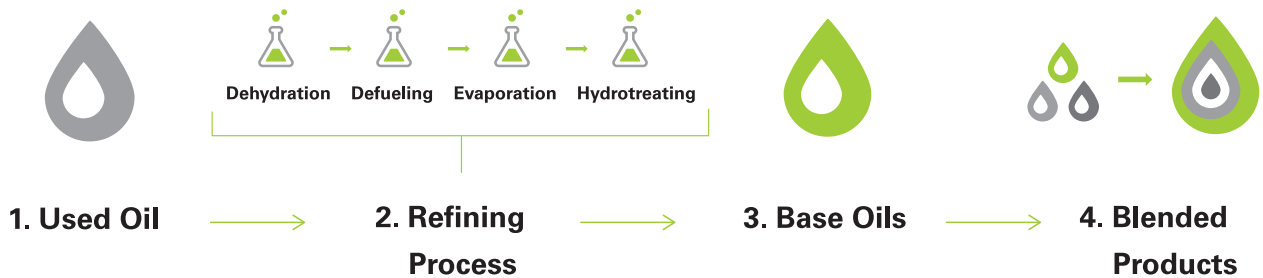 Dehydration Defueling Evaporation Hydrotreating
1. Used Oil 2. Refining 3. Base Oils 4. Blended
Process Products